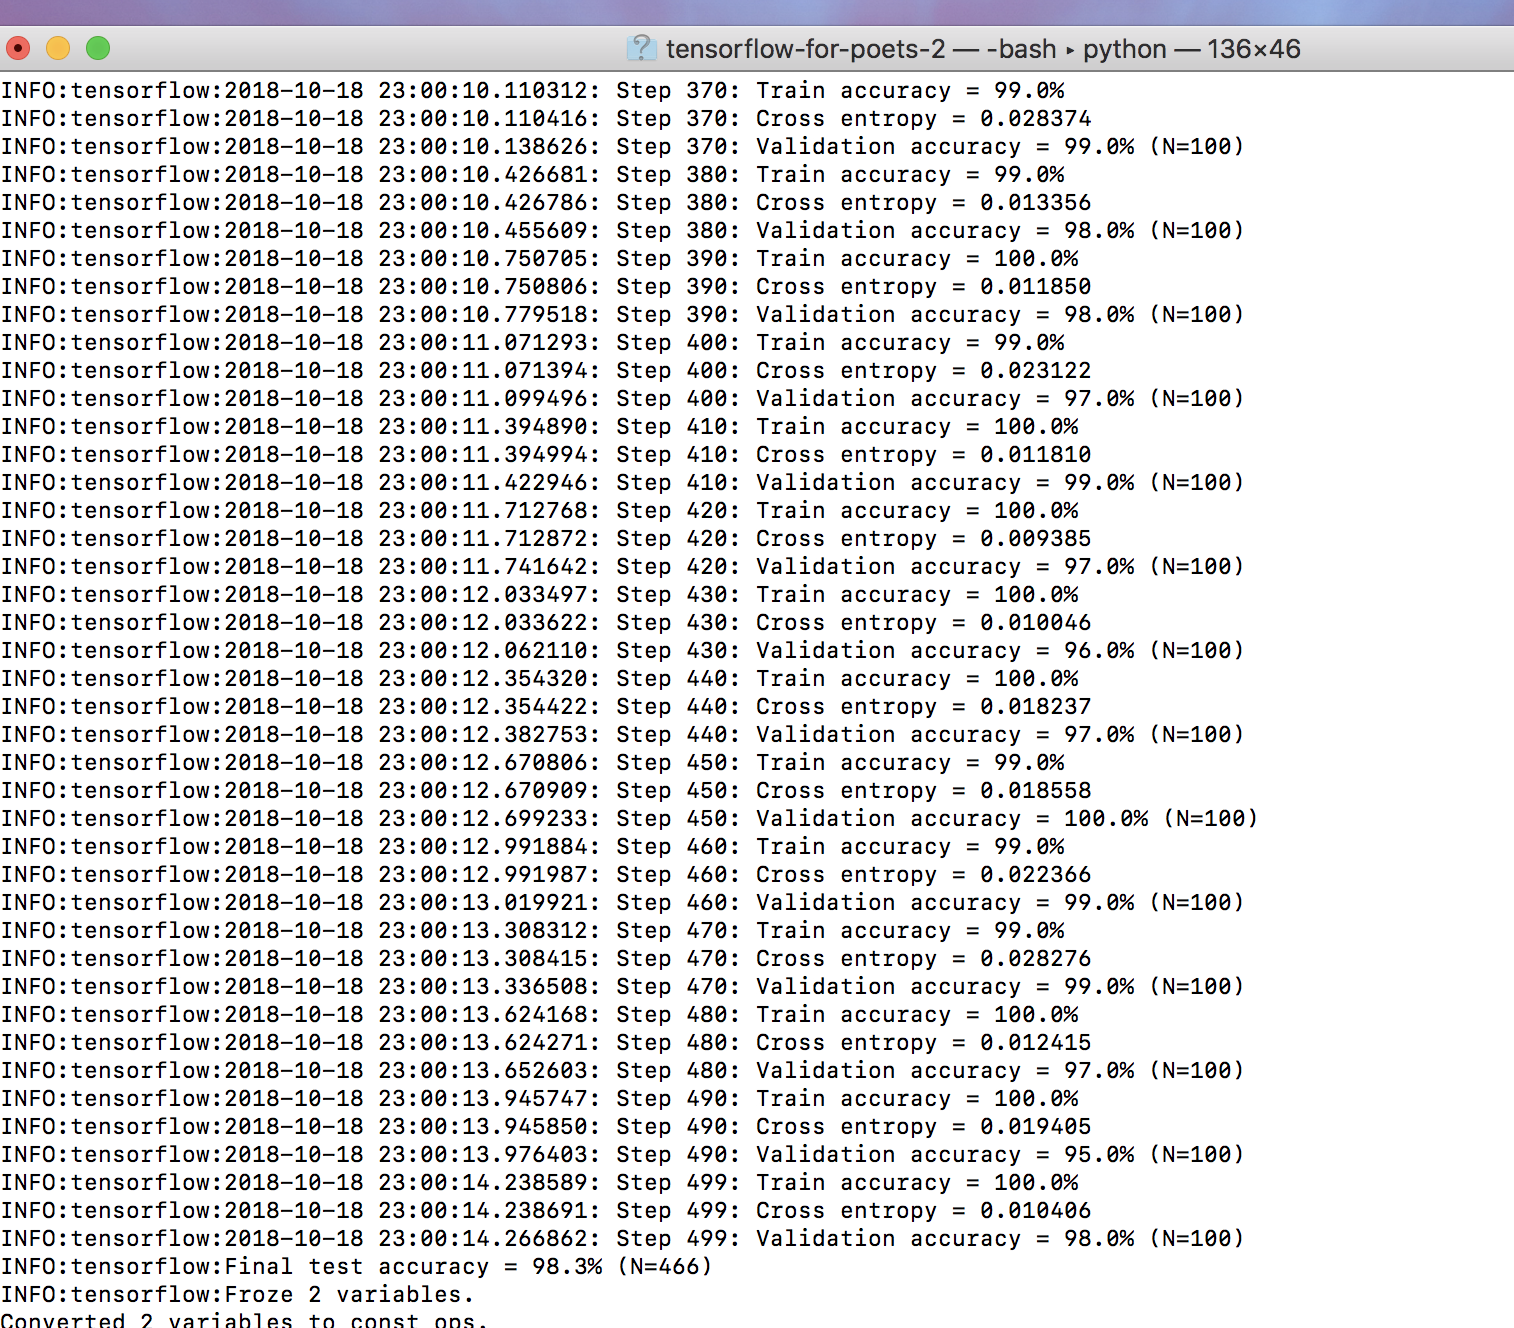 tensorflow-for-poets-2 — -bash ▸ python — 136×46
INFO:tensorflow:2018-10-18 23:00:10.110312: Step 370: Train accuracy = 99.0%
INFO:tensorflow:2018-10-18 23:00:10.110416: Step 370: Cross entropy = 0.028374
INFO:tensorflow:2018-10-18 23:00:10.138626: Step 370: Validation accuracy = 99.0% (N=100)
INFO:tensorflow:2018-10-18 23:00:10.426681: Step 380: Train accuracy = 99.0%
INFO:tensorflow:2018-10-18 23:00:10.426786: Step 380: Cross entropy = 0.013356
INFO:tensorflow:2018-10-18 23:00:10.455609: Step 380: Validation accuracy = 98.0% (N=100)
INFO:tensorflow:2018-10-18 23:00:10.750705: Step 390: Train accuracy = 100.0%
INFO:tensorflow:2018-10-18 23:00:10.750806: Step 390: Cross entropy = 0.011850
INFO:tensorflow:2018-10-18 23:00:10.779518: Step 390: Validation accuracy = 98.0% (N=100)
INFO:tensorflow:2018-10-18 23:00:11.071293: Step 400: Train accuracy = 99.0%
INFO:tensorflow:2018-10-18 23:00:11.071394: Step 400: Cross entropy = 0.023122
INFO:tensorflow:2018-10-18 23:00:11.099496: Step 400: Validation accuracy = 97.0% (N=100)
INFO:tensorflow:2018-10-18 23:00:11.394890: Step 410: Train accuracy = 100.0%
INFO:tensorflow:2018-10-18 23:00:11.394994: Step 410: Cross entropy = 0.011810
INFO:tensorflow:2018-10-18 23:00:11.422946: Step 410: Validation accuracy = 99.0% (N=100)
INFO:tensorflow:2018-10-18 23:00:11.712768: Step 420: Train accuracy = 100.0%
INFO:tensorflow:2018-10-18 23:00:11.712872: Step 420: Cross entropy = 0.009385
INFO:tensorflow:2018-10-18 23:00:11.741642: Step 420: Validation accuracy = 97.0% (N=100)
INFO:tensorflow:2018-10-18 23:00:12.033497: Step 430: Train accuracy = 100.0%
INFO:tensorflow:2018-10-18 23:00:12.033622: Step 430: Cross entropy = 0.010046
INFO:tensorflow:2018-10-18 23:00:12.062110: Step 430: Validation accuracy = 96.0% (N=100)
INFO:tensorflow:2018-10-18 23:00:12.354320: Step 440: Train accuracy = 100.0%
INFO:tensorflow:2018-10-18 23:00:12.354422: Step 440: Cross entropy = 0.018237
INFO:tensorflow:2018-10-18 23:00:12.382753: Step 440: Validation accuracy = 97.0% (N=100)
INFO:tensorflow:2018-10-18 23:00:12.670806: Step 450: Train accuracy = 99.0%
INFO:tensorflow:2018-10-18 23:00:12.670909: Step 450: Cross entropy = 0.018558
INFO:tensorflow:2018-10-18 23:00:12.699233: Step 450: Validation accuracy = 100.0% (N=100)
INFO:tensorflow:2018-10-18 23:00:12.991884: Step 460: Train accuracy = 99.0%
INFO:tensorflow:2018-10-18 23:00:12.991987: Step 460: Cross entropy = 0.022366
INFO:tensorflow:2018-10-18 23:00:13.019921: Step 460: Validation accuracy = 99.0% (N=100)
INFO:tensorflow:2018-10-18 23:00:13.308312: Step 470: Train accuracy = 99.0%
INFO:tensorflow:2018-10-18 23:00:13.308415: Step 470: Cross entropy = 0.028276
INFO:tensorflow:2018-10-18 23:00:13.336508: Step 470: Validation accuracy = 99.0% (N=100)
INFO:tensorflow:2018-10-18 23:00:13.624168: Step 480: Train accuracy = 100.0%
INFO:tensorflow:2018-10-18 23:00:13.624271: Step 480: Cross entropy = 0.012415
INFO:tensorflow:2018-10-18 23:00:13.652603: Step 480: Validation accuracy = 97.0% (N=100)
INFO:tensorflow:2018-10-18 23:00:13.945747: Step 490: Train accuracy = 100.0%
INFO:tensorflow:2018-10-18 23:00:13.945850: Step 490: Cross entropy = 0.019405
INFO:tensorflow:2018-10-18 23:00:13.976403: Step 490: Validation accuracy = 95.0% (N=100)
INFO:tensorflow:2018-10-18 23:00:14.238589: Step 499: Train accuracy = 100.0%
INFO:tensorflow:2018-10-18 23:00:14.238691: Step 499: Cross entropy = 0.010406
INFO:tensorflow:2018-10-18 23:00:14.266862: Step 499: Validation accuracy = 98.0% (N=100)
INFO:tensorflow:Final test accuracy = 98.3% (N=466)
INFO:tensorflow:Froze 2 variables.
Converted 2 variables to const ops.